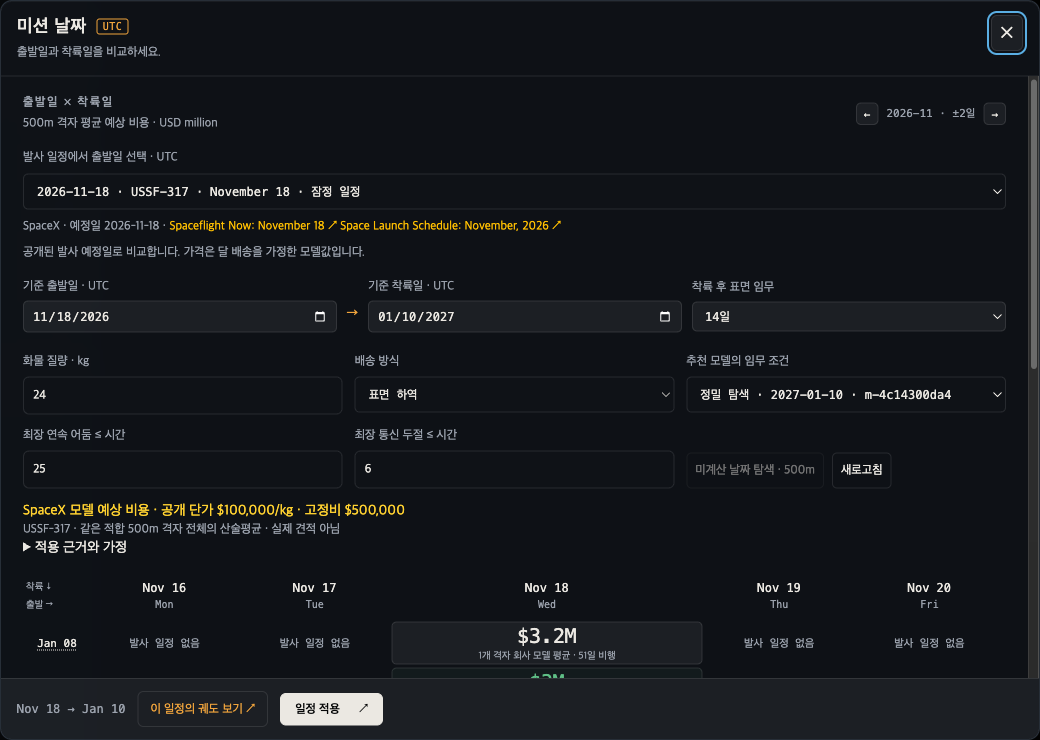 미션 날짜 UTC
출발일과 착륙일을 비교하세요.
출발일 × 착륙일
500m 격자 평균 예상 비용 · USD million
← 2026-11 · ±2일 →
발사 일정에서 출발일 선택 · UTC
2026-11-18 · USSF-317 · November 18 · 잠정 일정
SpaceX · 예정일 2026-11-18 · Spaceflight Now: November 18 ↗ Space Launch Schedule: November, 2026 ↗
공개된 발사 예정일로 비교합니다. 가격은 달 배송을 가정한 모델값입니다.
기준 출발일 · UTC
기준 착륙일 · UTC
착륙 후 표면 임무
11/18/2026 → 01/10/2027
14일
화물 질량 · kg
배송 방식
추천 모델의 임무 조건
24
표면 하역
정밀 탐색 · 2027-01-10 · m-4c14300da4
최장 연속 어둠 ≤ 시간
최장 통신 두절 ≤ 시간
25
6
미계산 날짜 탐색 · 500m
새로고침
SpaceX 모델 예상 비용 · 공개 단가 $100,000/kg · 고정비 $500,000
USSF-317 · 같은 적합 500m 격자 전체의 산술평균 · 실제 견적 아님
▶ 적용 근거와 가정
착륙 ↓
출발 →
Nov 16 Nov 17 Nov 18 Nov 19 Nov 20
Mon Tue Wed Thu Fri
Jan 08 발사 일정 없음 발사 일정 없음 $3.2M 발사 일정 없음 발사 일정 없음
1개 격자 회사 모델 평균 · 51일 비행
Nov 18 → Jan 10
이 일정의 궤도 보기 ↗
일정 적용 ↗